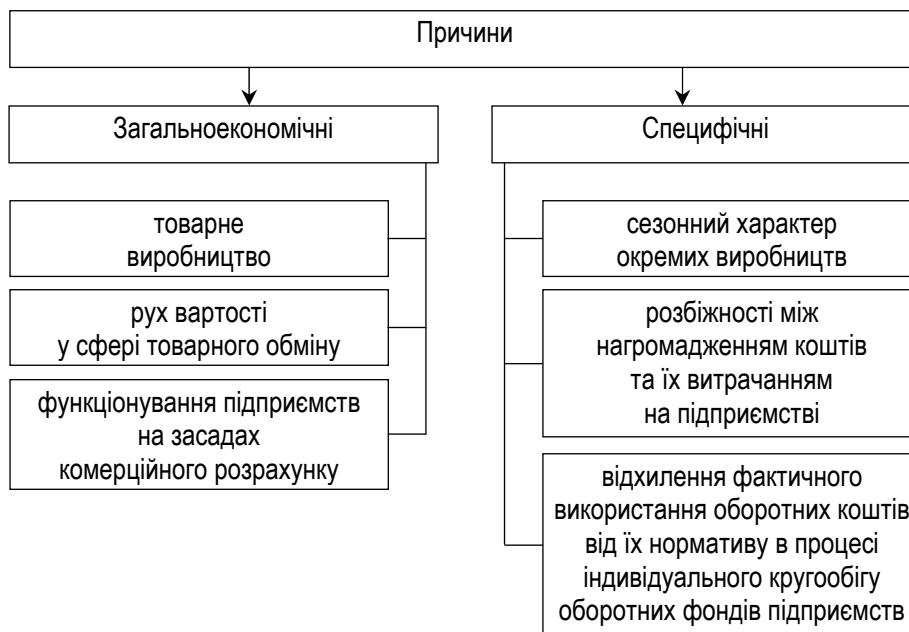 Причини
Загальноекономічні
товарне
виробництво
рух вартості
у сфері товарного обміну
функціонування підприємств
на засадах
комерційного розрахунку
Специфічні
сезонний характер
окремих виробництв
розбіжності між
нагромадженням коштів
та їх витрачанням
на підприємстві
відхилення фактичного
використання оборотних коштів
від їх нормативу в процесі
індивідуального кругообігу
оборотних фондів підприємств